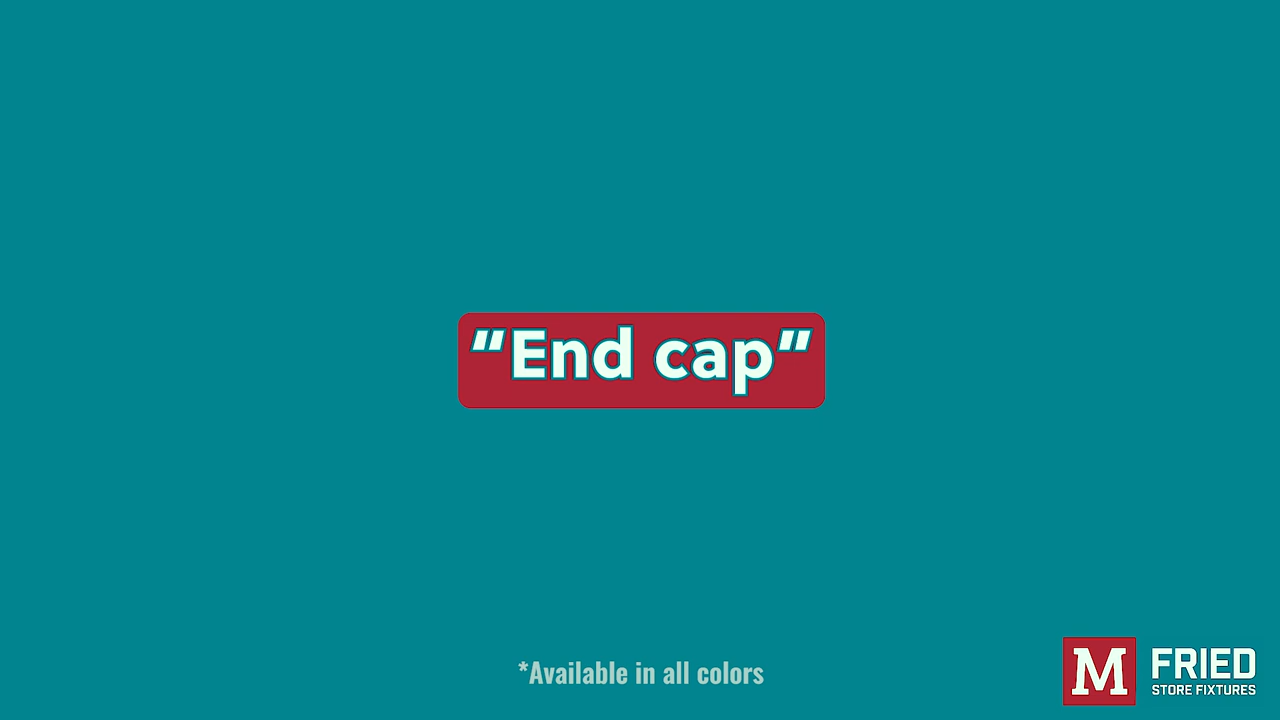 “End cap”
*Available in all colors
M
FRIED
STORE FIXTURES